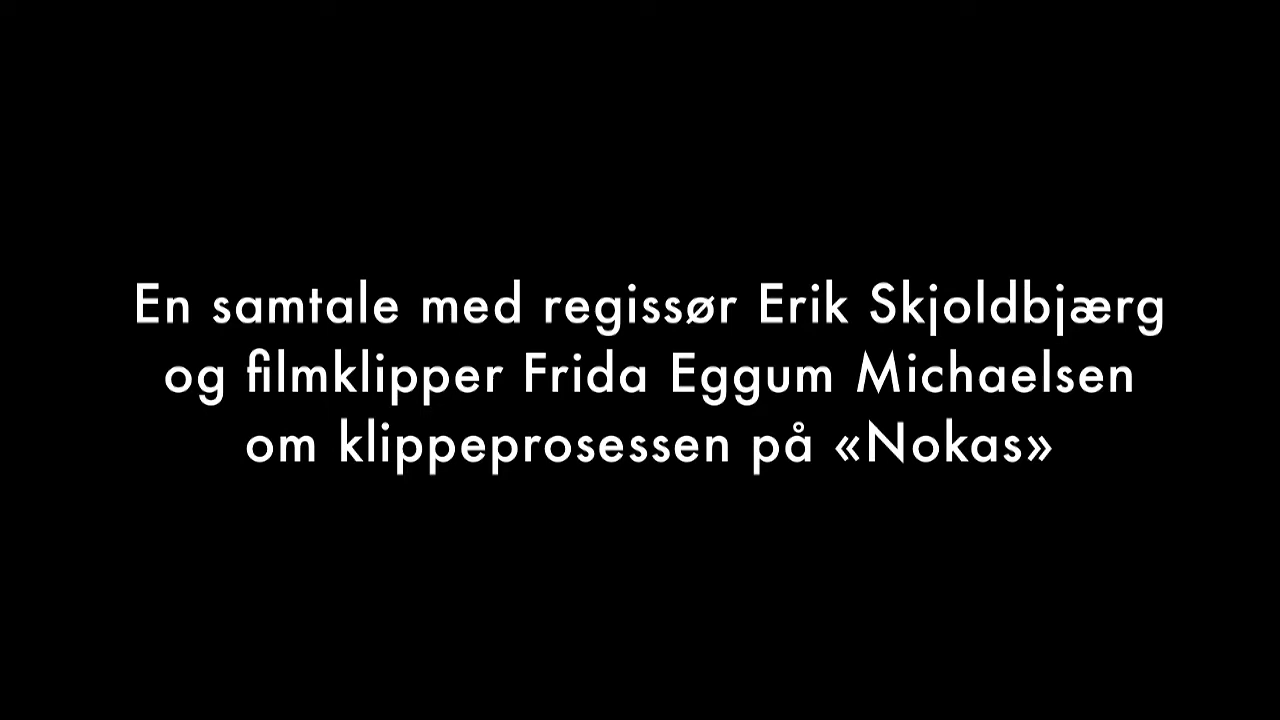 En samtale med regissør Erik Skjoldbjærg
og filmklipper Frida Eggum Michaelsen
om klippeprosessen på «Nokas»